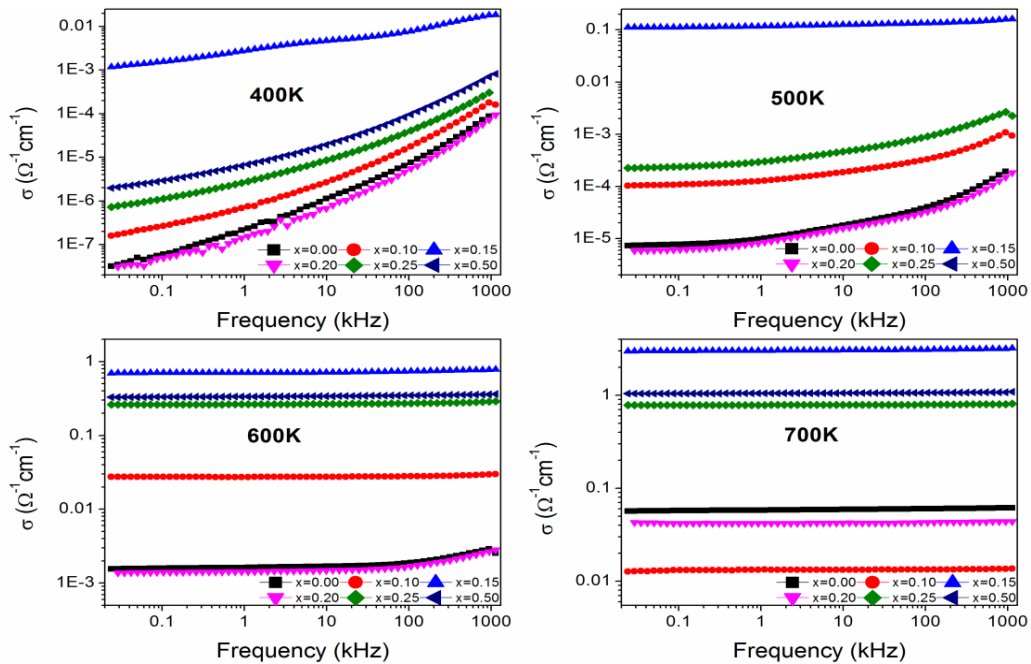 0.01
1E-3
1E-4
1E-5
1E-6
1E-7
σ (Ω⁻¹cm⁻¹)
400K
x=0.00 x=0.10 x=0.15
x=0.20 x=0.25 x=0.50
0.1 1 10 100 1000
Frequency (kHz)
0.1
0.01
1E-3
1E-4
1E-5
σ (Ω⁻¹cm⁻¹)
500K
x=0.00 x=0.10 x=0.15
x=0.20 x=0.25 x=0.50
0.1 1 10 100 1000
Frequency (kHz)
1
0.1
0.01
1E-3
σ (Ω⁻¹cm⁻¹)
600K
x=0.00 x=0.10 x=0.15
x=0.20 x=0.25 x=0.50
0.1 1 10 100 1000
Frequency (kHz)
1
0.1
0.01
σ (Ω⁻¹cm⁻¹)
700K
x=0.00 x=0.10 x=0.15
x=0.20 x=0.25 x=0.50
0.1 1 10 100 1000
Frequency (kHz)